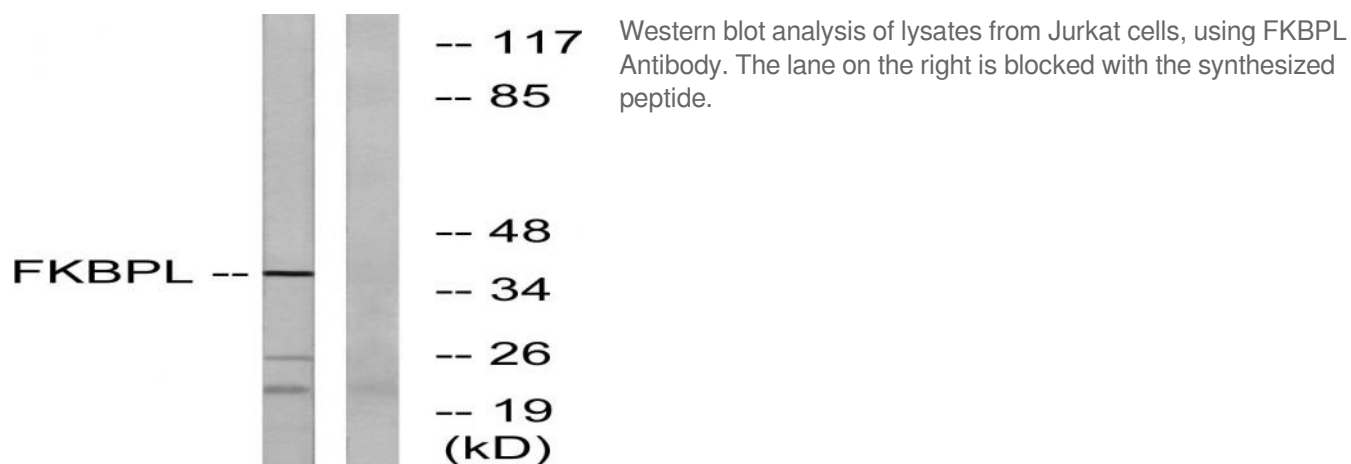 FKBPL --
-- 117
-- 85
-- 48
-- 34
-- 26
-- 19
(kD)
Western blot analysis of lysates from Jurkat cells, using FKBPL
Antibody. The lane on the right is blocked with the synthesized
peptide.